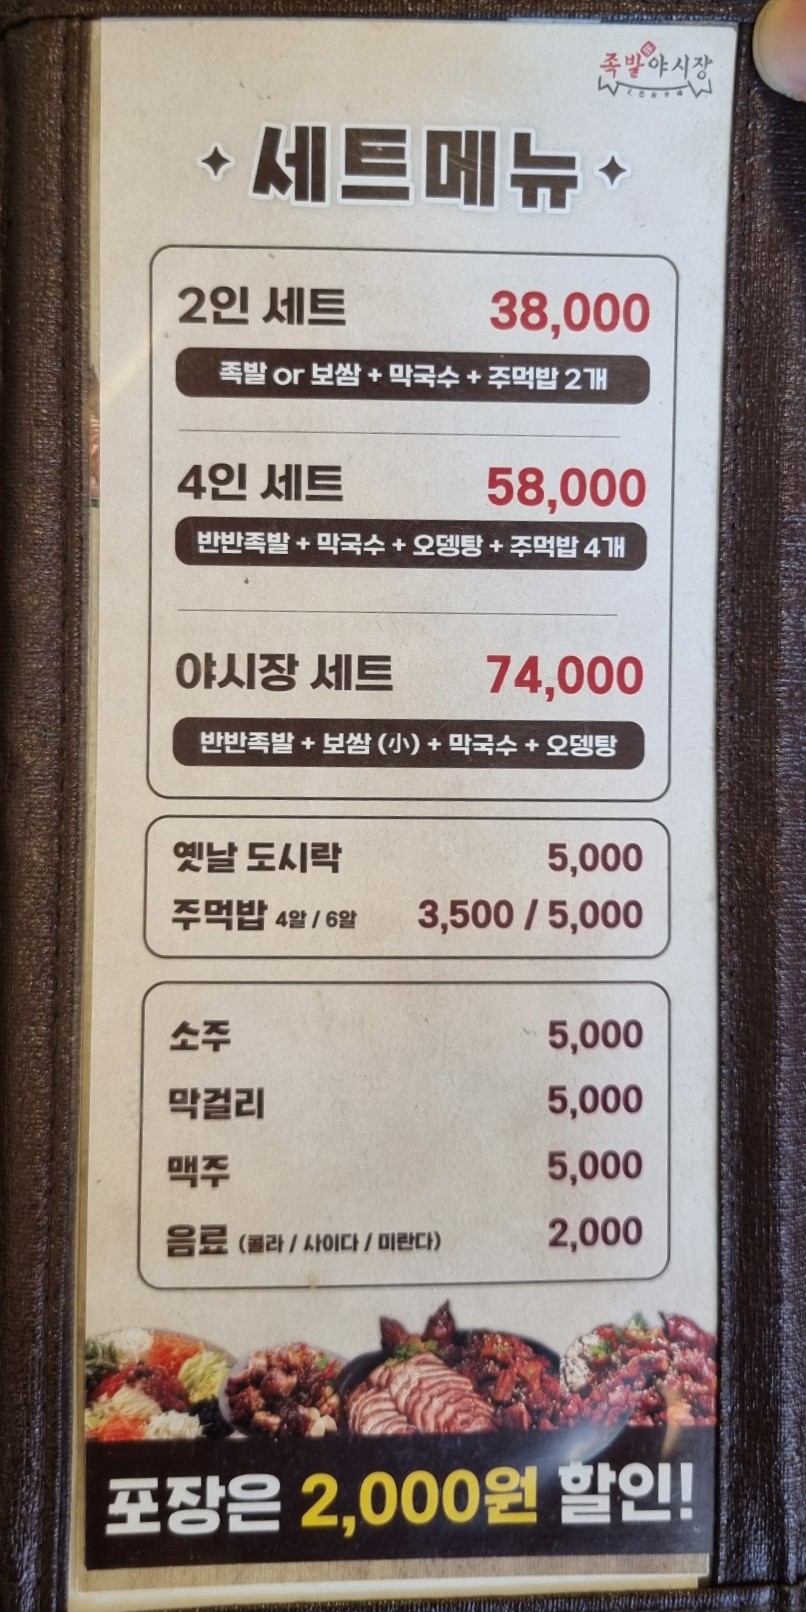 족발야시장
세트메뉴
2인 세트 38,000
족발 or 보쌈 + 막국수 + 주먹밥 2개
4인 세트 58,000
반반족발 + 막국수 + 오뎅탕 + 주먹밥 4개
야시장 세트 74,000
반반족발 + 보쌈 (小) + 막국수 + 오뎅탕
옛날 도시락 5,000
주먹밥 4알 / 6알 3,500 / 5,000
소주 5,000
막걸리 5,000
맥주 5,000
음료 (콜라 / 사이다 / 미란다) 2,000
포장은 2,000원 할인!